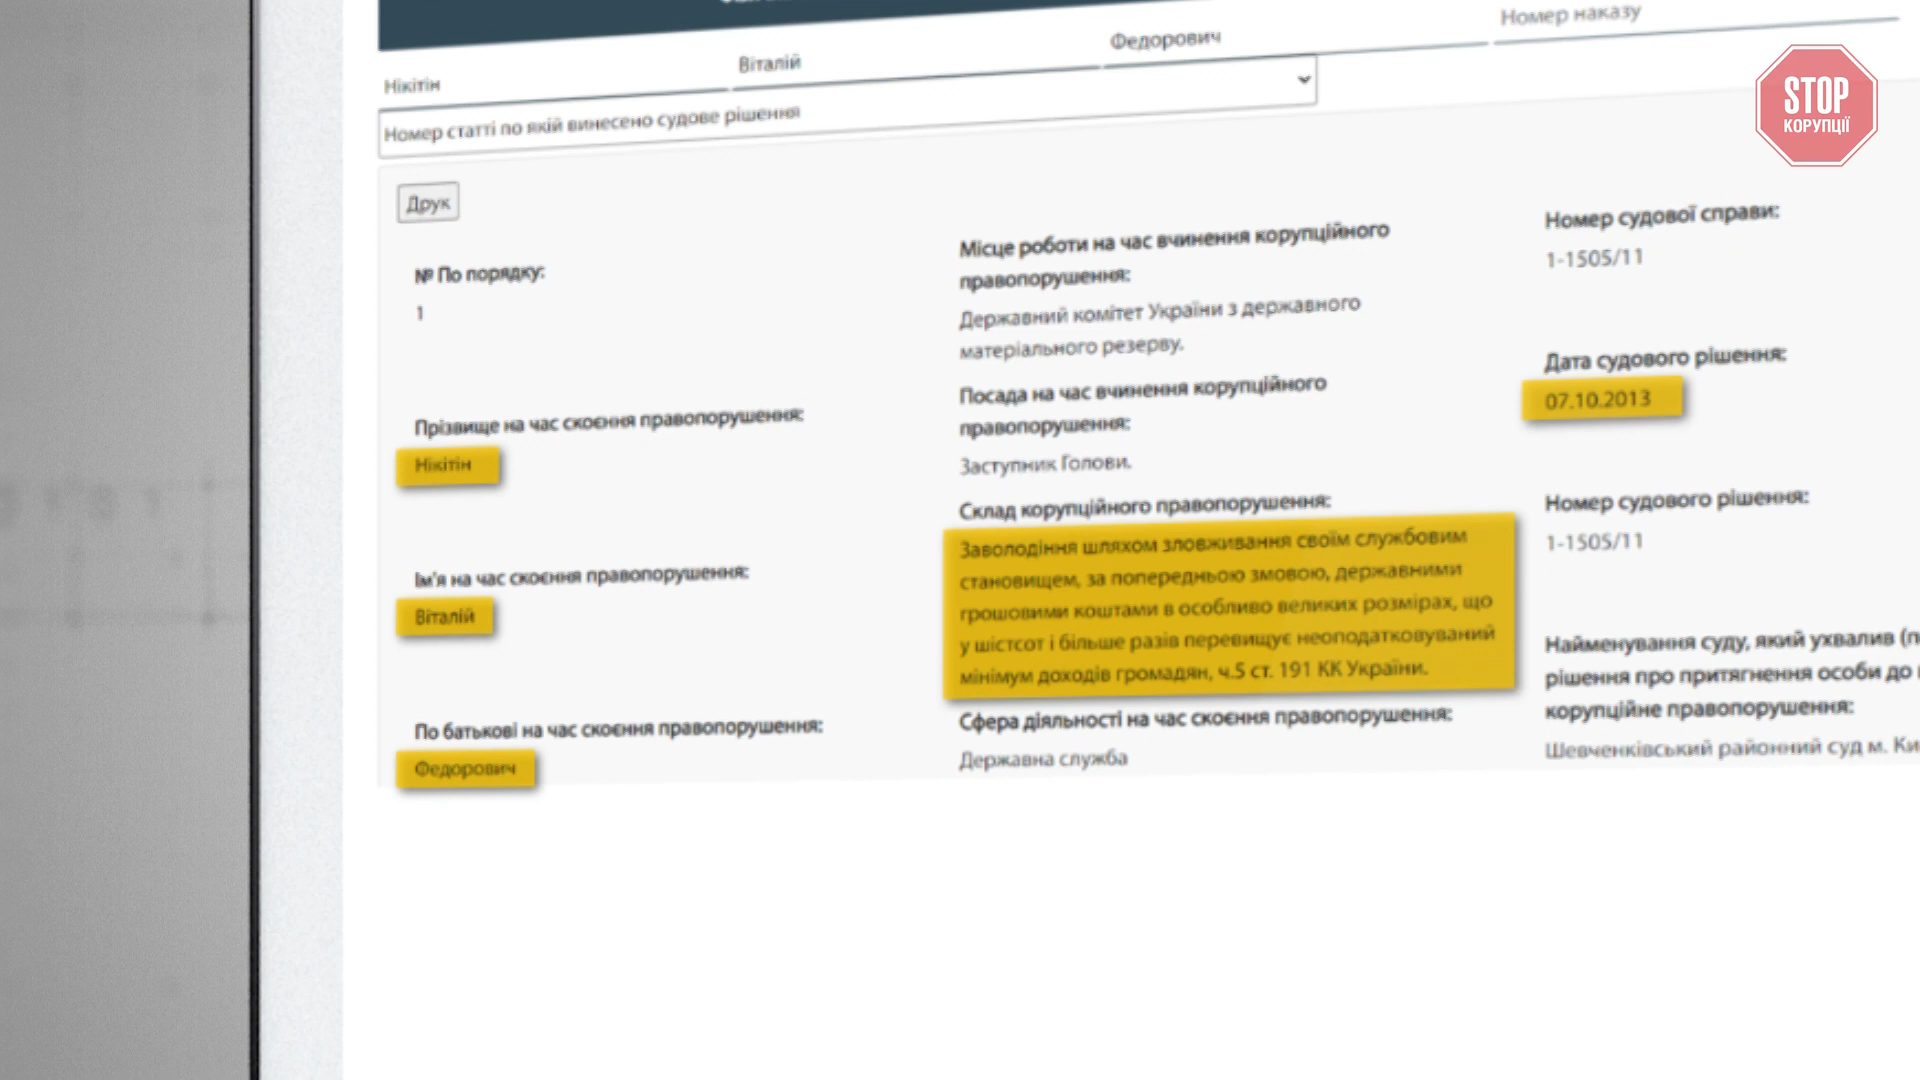 Нікітін
Віталій
Федорович
Номер наказу
Номер статті по якій винесено судове рішення
STOP
КОРУПЦІЇ
Друк
№ По порядку:
1
Прізвище на час скоєння правопорушення:
Нікітін
Ім'я на час скоєння правопорушення:
Віталій
По батькові на час скоєння правопорушення:
Федорович
Місце роботи на час вчинення корупційного
правопорушення:
Державний комітет України з державного
матеріального резерву.
Посада на час вчинення корупційного
правопорушення:
Заступник Голови.
Склад корупційного правопорушення:
Заволодіння шляхом зловживання своїм службовим
становищем, за попередньою змовою, державними
грошовими коштами в особливо великих розмірах, що
у шістсот і більше разів перевищує неоподатковуваний
мінімум доходів громадян, ч.5 ст. 191 КК України.
Сфера діяльності на час скоєння правопорушення:
Державна служба
Номер судової справи:
1-1505/11
Дата судового рішення:
07.10.2013
Номер судового рішення:
1-1505/11
Найменування суду, який ухвалив
рішення про притягнення особи до
корупційне правопорушення:
Шевченківський районний суд м.